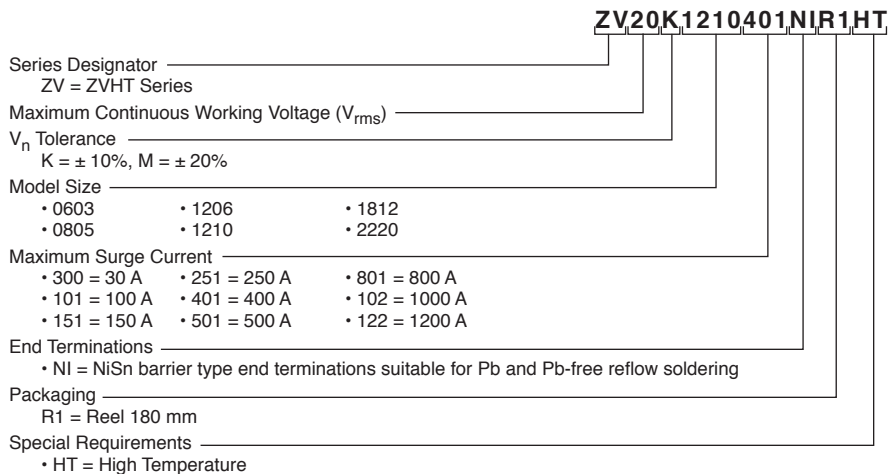 ZV20K1210401NIR1HT
Series Designator
ZV = ZVHT Series
Maximum Continuous Working Voltage (Vrms)
Vn Tolerance
K = ± 10%, M = ± 20%
Model Size
• 0603 • 1206 • 1812
• 0805 • 1210 • 2220
Maximum Surge Current
• 300 = 30 A • 251 = 250 A • 801 = 800 A
• 101 = 100 A • 401 = 400 A • 102 = 1000 A
• 151 = 150 A • 501 = 500 A • 122 = 1200 A
End Terminations
• NI = NiSn barrier type end terminations suitable for Pb and Pb-free reflow soldering
Packaging
R1 = Reel 180 mm
Special Requirements
• HT = High Temperature